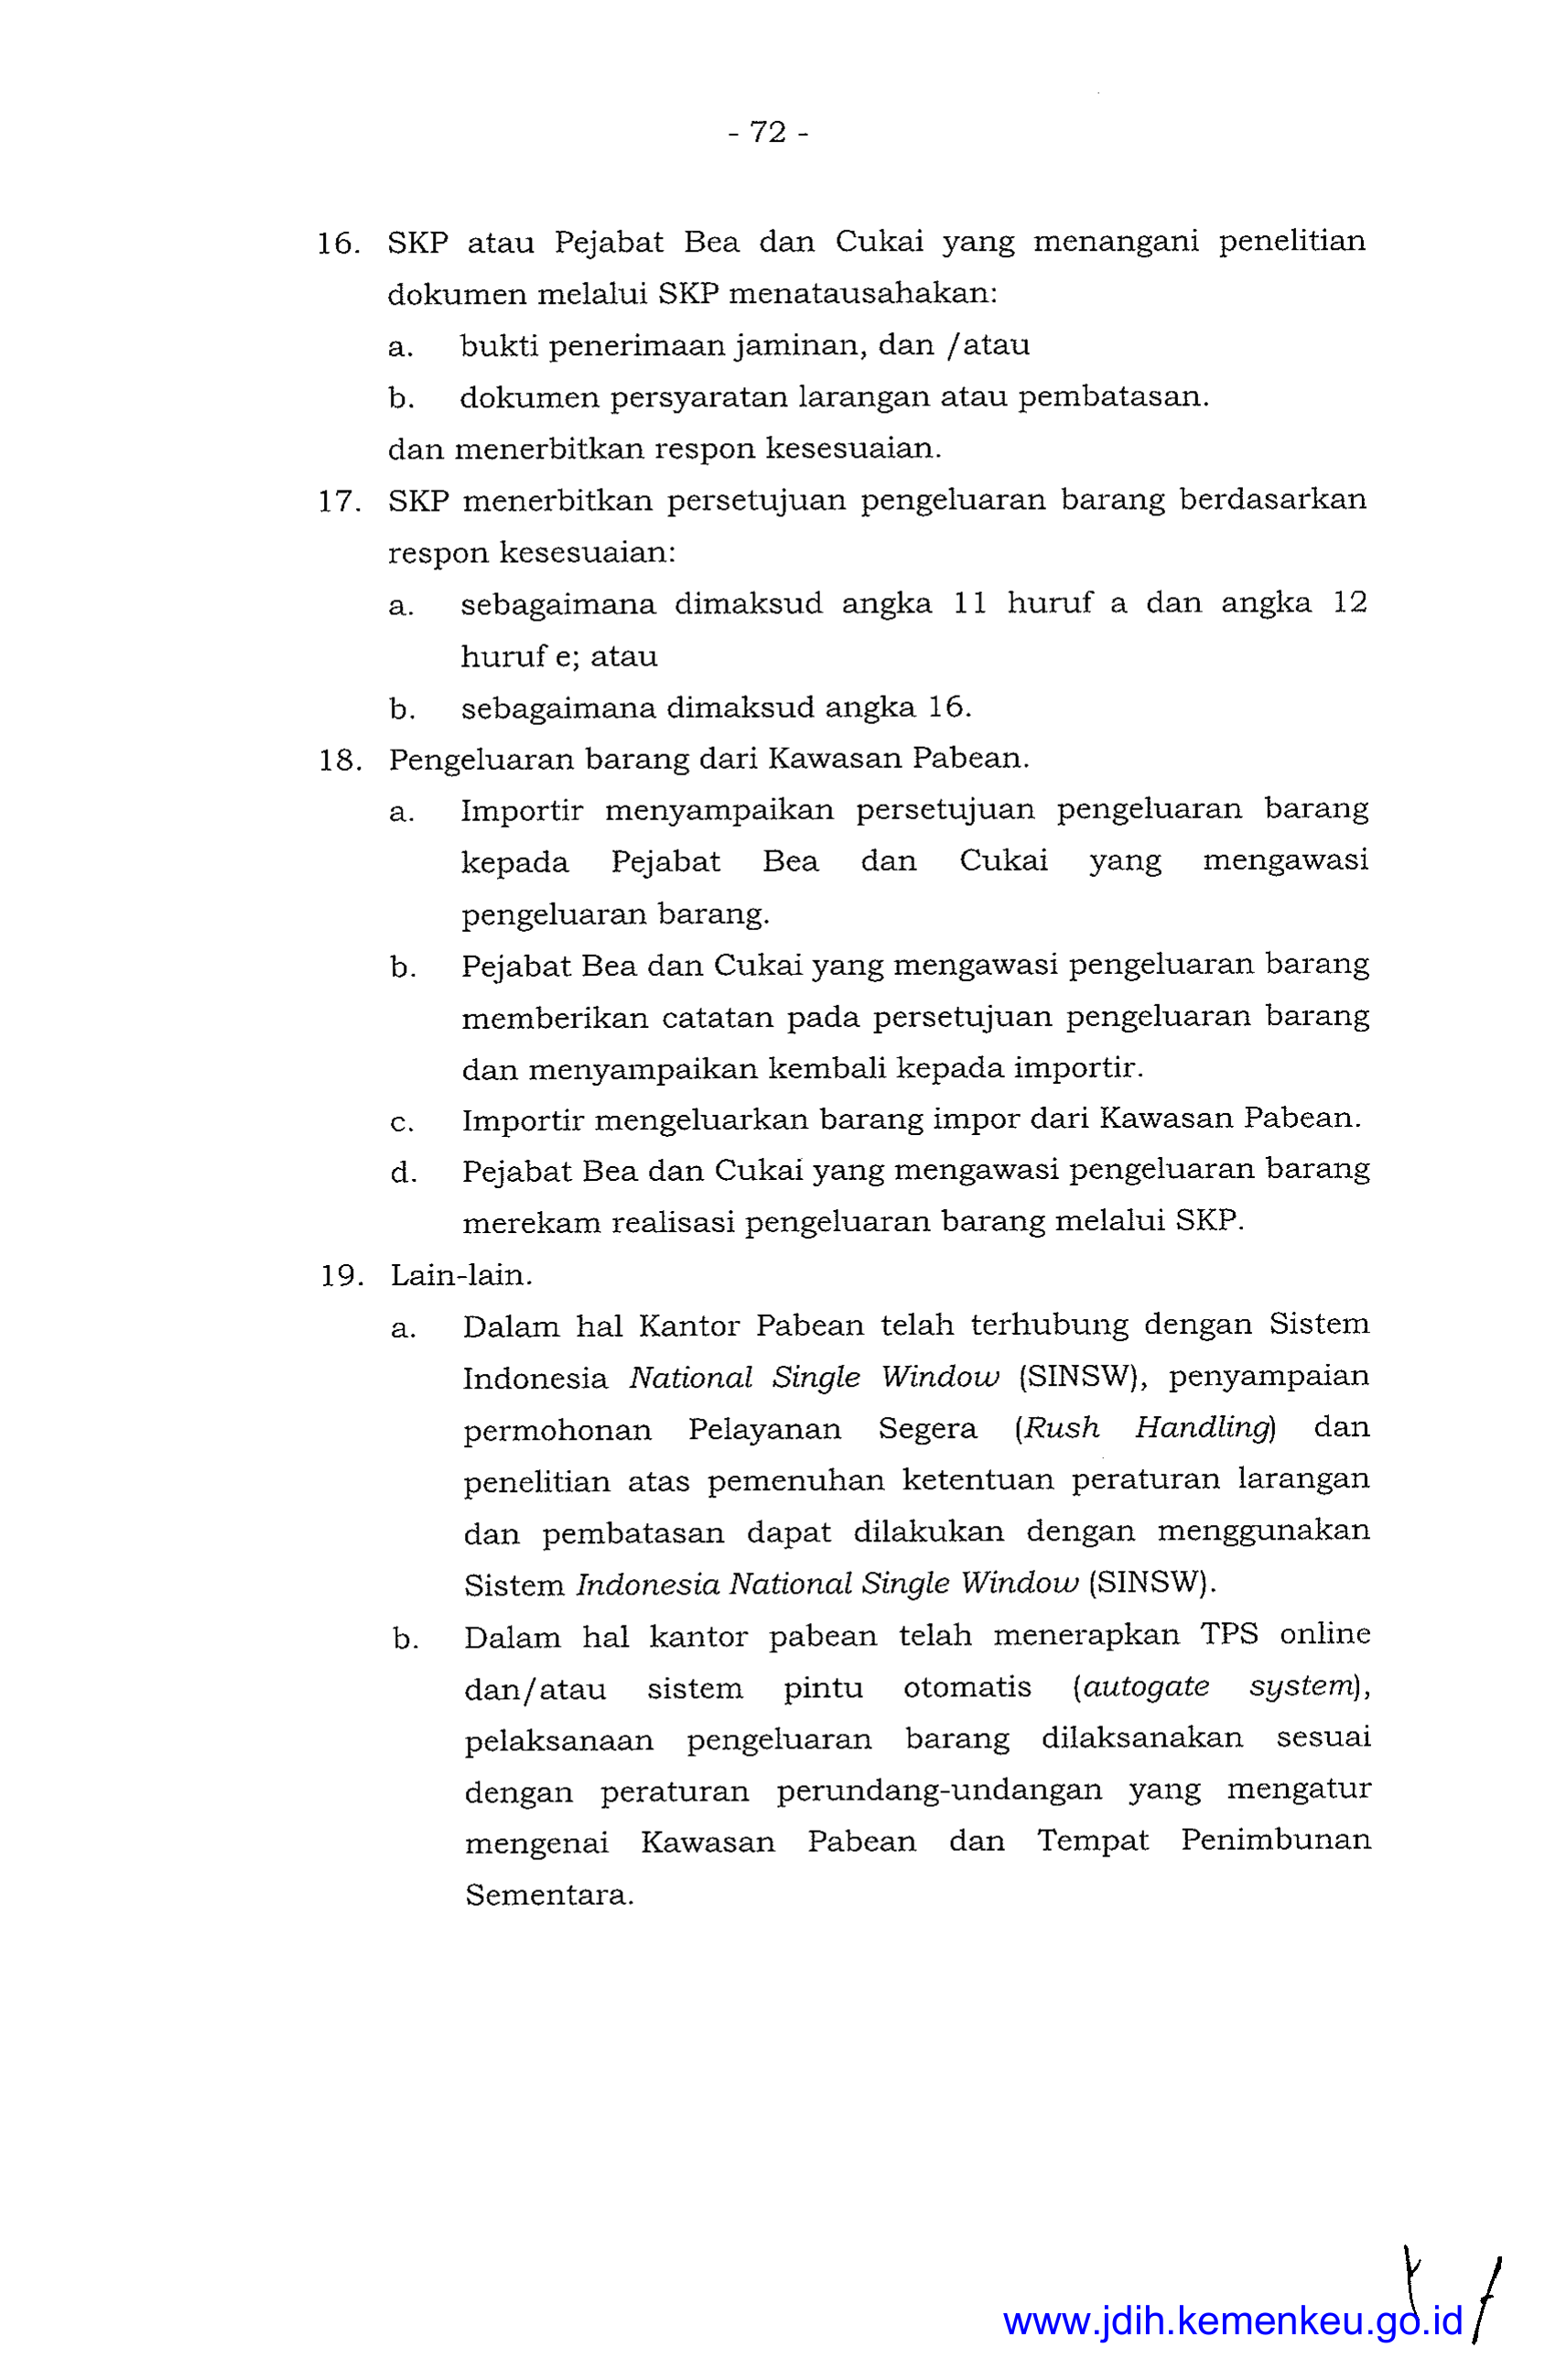 - 72 -
16. SKP atau Pejabat Bea dan Cukai yang menangani penelitian
dokumen melalui SKP menatausahakan:
a. bukti penerimaan jaminan, dan /atau
b. dokumen persyaratan larangan atau pembatasan.
dan menerbitkan respon kesesuaian.
17. SKP menerbitkan persetujuan pengeluaran barang berdasarkan
respon kesesuaian:
a. sebagaimana dimaksud angka 11 huruf a dan angka 12
huruf e; atau
b. sebagaimana dimaksud angka 16.
18. Pengeluaran barang dari Kawasan Pabean.
a. Importir menyampaikan persetujuan pengeluaran barang
kepada Pejabat Bea dan Cukai yang mengawasi
pengeluaran barang.
b. Pejabat Bea dan Cukai yang mengawasi pengeluaran barang
memberikan catatan pada persetujuan pengeluaran barang
dan menyampaikan kembali kepada importir.
c. Importir mengeluarkan barang impor dari Kawasan Pabean.
d. Pejabat Bea dan Cukai yang mengawasi pengeluaran barang
merekam realisasi pengeluaran barang melalui SKP.
19. Lain-lain.
a. Dalam hal Kantor Pabean telah terhubung dengan Sistem
Indonesia National Single Window (SINSW), penyampaian
permohonan Pelayanan Segera (Rush Handling) dan
penelitian atas pemenuhan ketentuan peraturan larangan
dan pembatasan dapat dilakukan dengan menggunakan
Sistem Indonesia National Single Window (SINSW).
b. Dalam hal kantor pabean telah menerapkan TPS online
dan/atau sistem pintu otomatis (autogate system),
pelaksanaan pengeluaran barang dilaksanakan sesuai
dengan peraturan perundang-undangan yang mengatur
mengenai Kawasan Pabean dan Tempat Penimbunan
Sementara.
www.jdih.kemenkeu.go.id